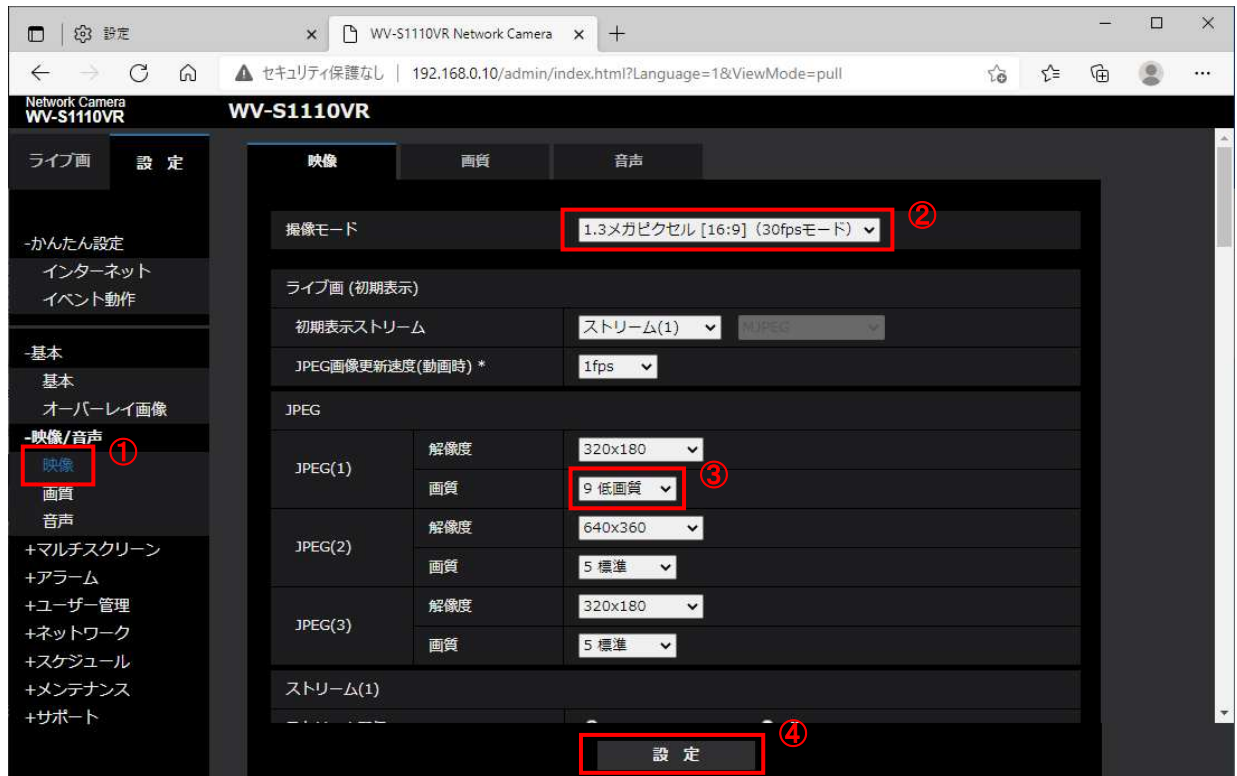 設定
WV-S1110VR Network Camera
セキュリティ保護なし | 192.168.0.10/admin/index.html?Language=1&ViewMode=pull
Network Camera
WV-S1110VR
WV-S1110VR
ライブ画 設 定
映像 画質 音声
撮像モード 1.3メガピクセル [16:9]（30fpsモード） ②
-かんたん設定
インターネット
イベント動作
ライブ画 (初期表示)
初期表示ストリーム ストリーム(1) MJPEG
JPEG画像更新速度(動画時) * 1fps
-基本
基本
オーバーレイ画像
-映像/音声 ①
映像
画質
音声
+マルチスクリーン
+アラーム
+ユーザー管理
+ネットワーク
+スケジュール
+メンテナンス
+サポート
JPEG
JPEG(1) 解像度 320x180
画質 9 低画質 ③
JPEG(2) 解像度 640x360
画質 5 標準
JPEG(3) 解像度 320x180
画質 5 標準
ストリーム(1)
設 定 ④